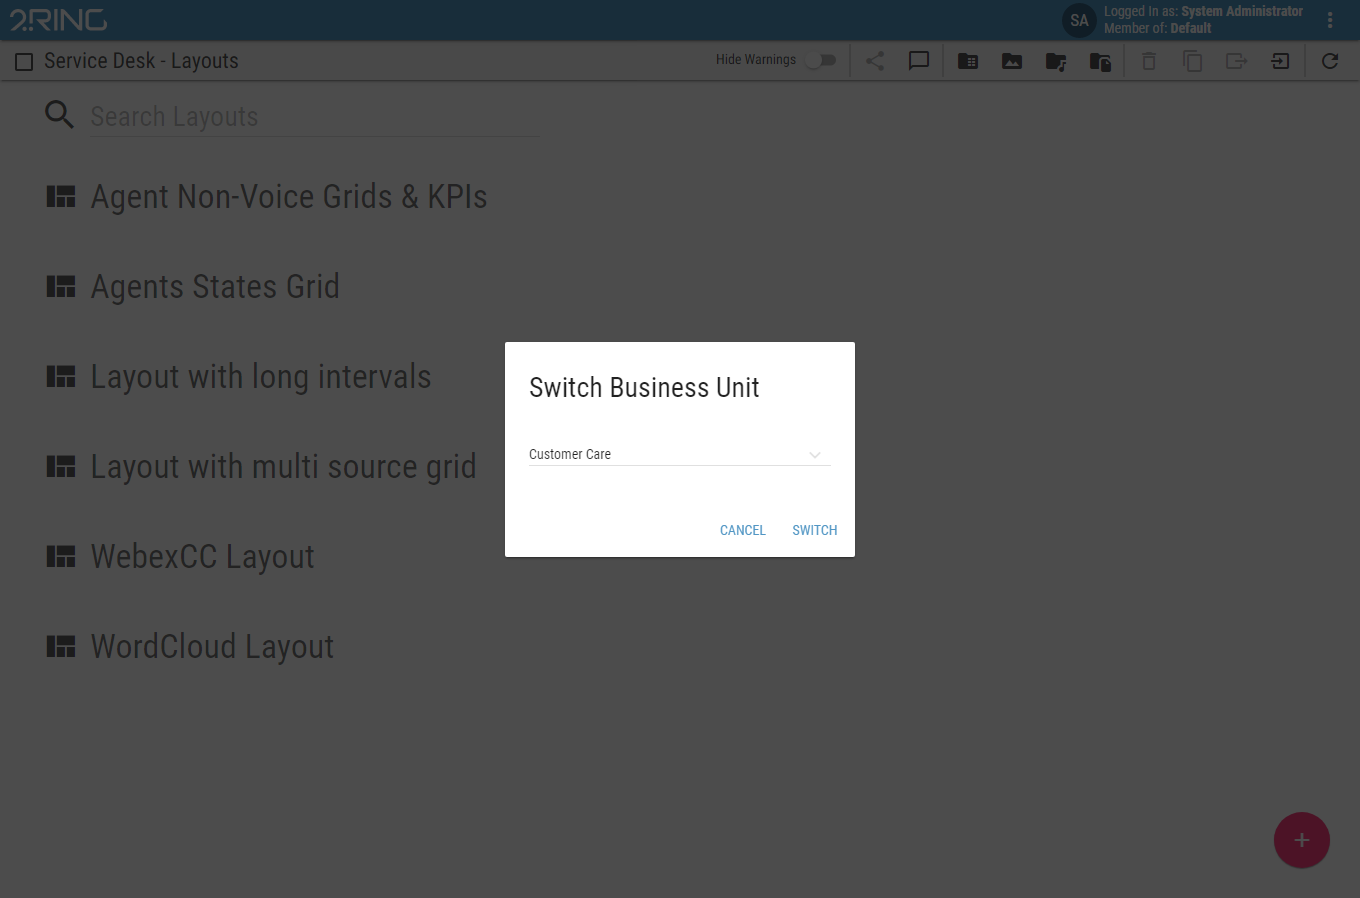 2RING
SA
Logged In as: System Administrator
Member of: Default
Service Desk - Layouts
Hide Warnings
Search Layouts
Agent Non-Voice Grids & KPIs
Agents States Grid
Layout with long intervals
Layout with multi source grid
WebexCC Layout
WordCloud Layout
Switch Business Unit
Customer Care
CANCEL SWITCH